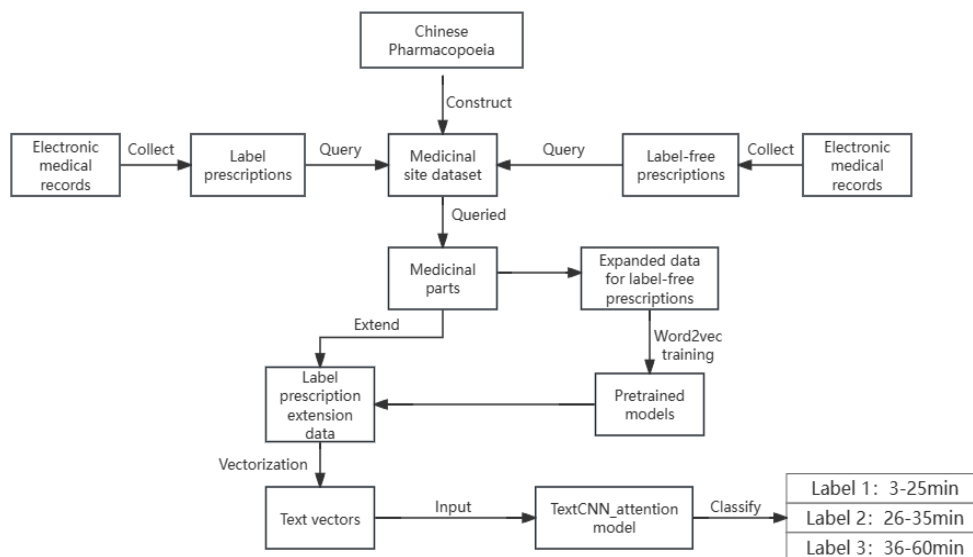 Chinese
Pharmacopoeia
Construct
Electronic
medical
records
Collect
Label
prescriptions
Query
Medicinal
site dataset
Query
Label-free
prescriptions
Collect
Electronic
medical
records
Queried
Medicinal
parts
Expanded data
for label-free
prescriptions
Extend
Word2vec
training
Label
prescription
extension
data
Pretrained
models
Vectorization
Text vectors
Input
TextCNN_attention
model
Classify
Label 1：3-25min
Label 2：26-35min
Label 3：36-60min